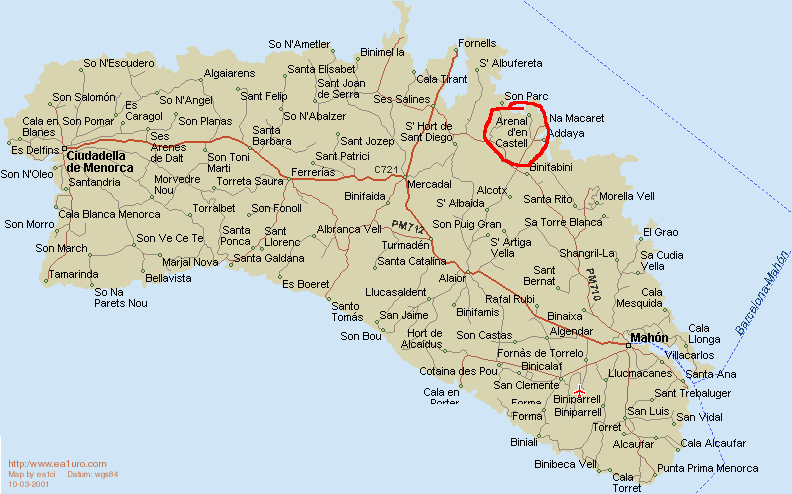 So N'Ametler
Binimel la
Fornells
So N'Escudero
Algaiarens
Santa Elisabet
S' Albufereta
Cala Tirant
Son Parc
Son Salomón
So N'Angel
Sant Felip
Sant Joan
de Serra
Ses Salines
Cala en
Blanes
Son Pomar
Es
Caragol
Son Planas
So N'Abalzer
S' Hort de
Sant Diego
Arenal
d'en
Castell
Na Macaret
Addaya
Es Delfins
Ciudadella
de Menorca
Ses
Arenes
de Dalt
Santa
Barbara
Sant Jozep
Son Toni
Marti
Sant Patrici
C721
Binifabini
Son N'Oleo
Santandria
Morvedre
Nou
Torreta Saura
Ferrerias
Mercadal
Alcotx
Binifaida
S' Albaida
Santa Rito
Morella Vell
Son Morro
Cala Blanca Menorca
Torralbet
Son Fonoll
PM712
Son Puig Gran
Sa Torre Blanca
Son March
Son Ve Ce Te
Santa
Ponca
Sant
Llorenc
Albranca Vell
Turmadén
S' Artiga
Vella
El Grao
Marjal Nova
Santa Galdana
Santa Catalina
Shangril-La
Sa Cudia
Vella
Tamarinda
Bellavista
Es Boeret
Alaior
Sant
Bernat
PM710
Barcelona-Mahón
So Na
Parets Nou
Llucasaldent
Rafal Rubi
Cala
Mesquida
Santo
Tomás
San Jaime
Binifamis
Binaixa
Son Bou
Hort de
Alcaidus
Son Castas
Algendar
Mahón
Cala
Llonga
Fornàs de Torrelo
Villacarlos
Cotaina des Pou
Binicalaf
Llucmacanes
Santa Ana
San Clemente
Cala en
Porter
Forma
Biniparrell
Sant Trebaluger
Forma
Biniparrell
San Luis
San Vidal
Torret
Biniali
Alcaufar
Cala Alcaufar
Binibeca Vell
Punta Prima Menorca
Cala
Torret
http://www.ea1uro.com
Map by ea1ci Datum: wgs84
10-03-2001